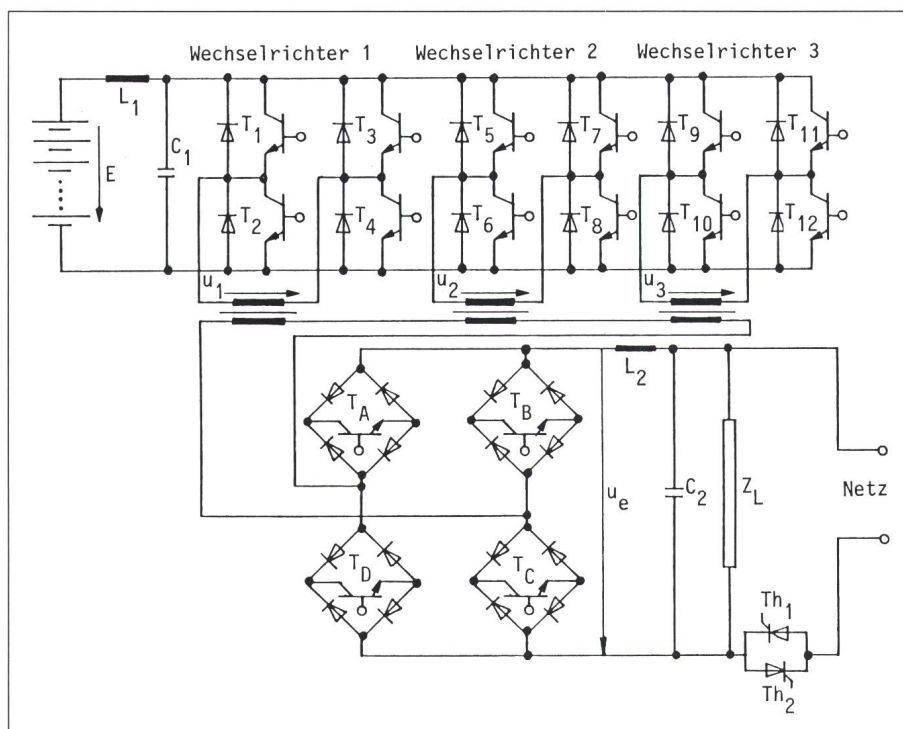 Wechselrichter 1 Wechselrichter 2 Wechselrichter 3
L1
T1 T3 T5 T7 T9 T11
C1
E
T2 T4 T6 T8 T10 T12
u1 u2 u3
L2
TA TB
ue C2 ZL Netz
TD TC
Th1
Th2